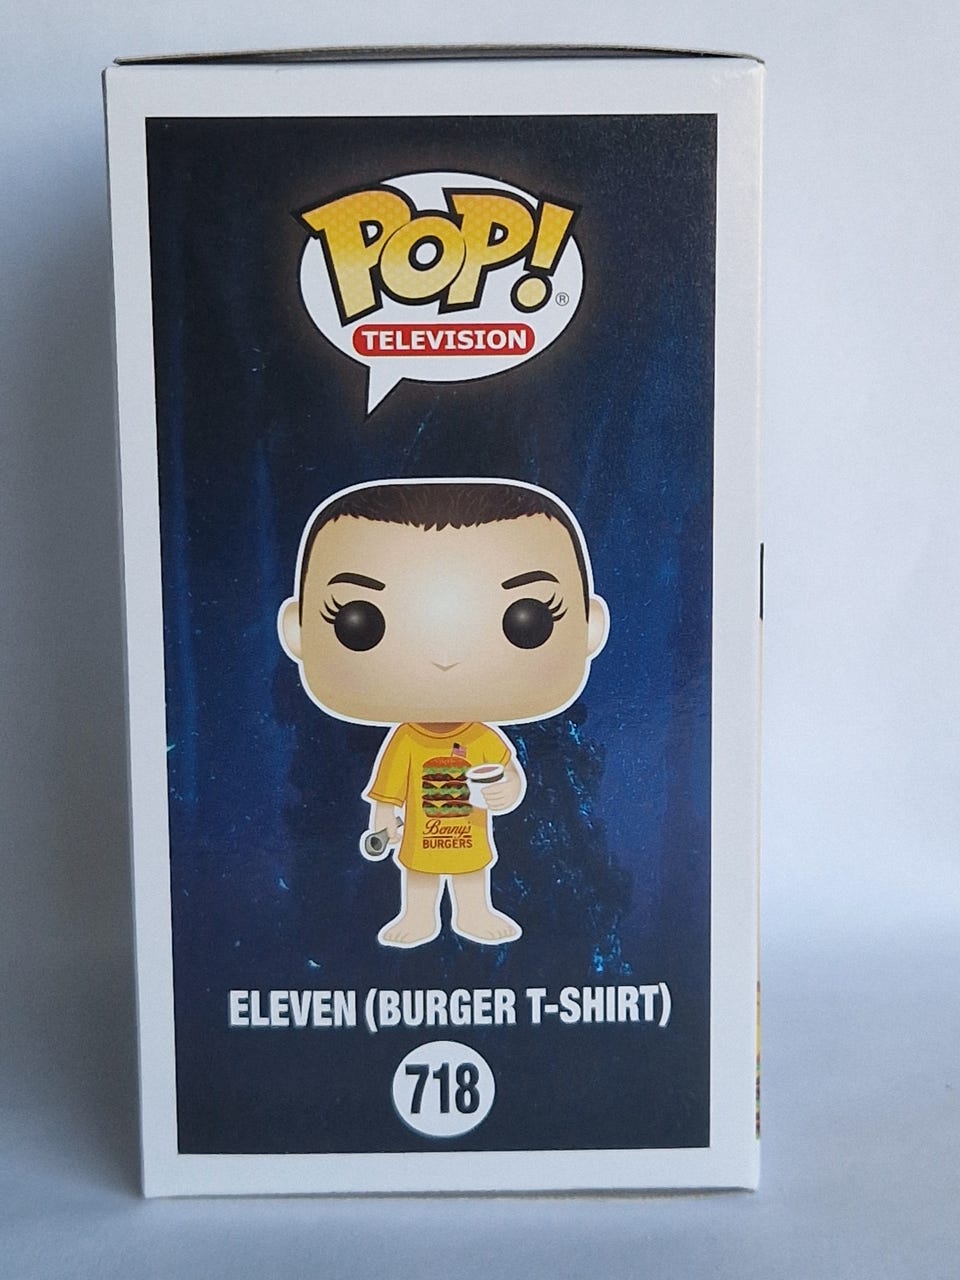 POP!®
TELEVISION
Benny's
BURGERS
ELEVEN (BURGER T-SHIRT)
718